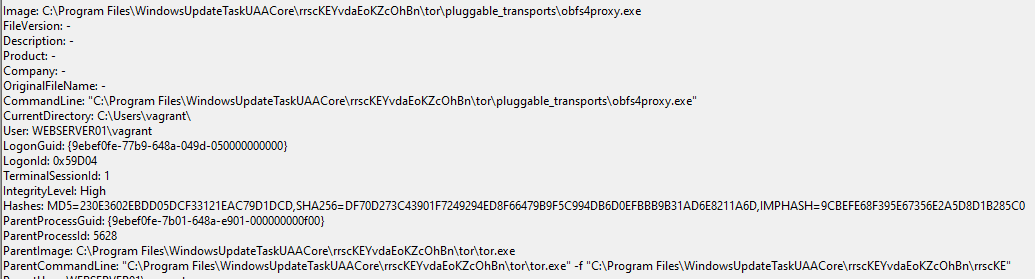 Image: C:\Program Files\WindowsUpdateTaskUAACore\rrscKEYvdaEoKZcOhBn\tor\pluggable_transports\obfs4proxy.exe
FileVersion: -
Description: -
Product: -
Company: -
OriginalFileName: -
CommandLine: "C:\Program Files\WindowsUpdateTaskUAACore\rrscKEYvdaEoKZcOhBn\tor\pluggable_transports\obfs4proxy.exe"
CurrentDirectory: C:\Users\vagrant\
User: WEBSERVER01\vagrant
LogonGuid: {9ebef0fe-77b9-648a-049d-050000000000}
LogonId: 0x59D04
TerminalSessionId: 1
IntegrityLevel: High
Hashes: MD5=230E3602EBDD05DCF33121EAC79D1DCD,SHA256=DF70D273C43901F7249294ED8F66479B9F5C994DB6D0EFBBB9B31AD6E8211A6D,IMPHASH=9CBEFE68F395E67356E2A5D8D1B285C0
ParentProcessGuid: {9ebef0fe-7b01-648a-e901-000000000f00}
ParentProcessId: 5628
ParentImage: C:\Program Files\WindowsUpdateTaskUAACore\rrscKEYvdaEoKZcOhBn\tor\tor.exe
ParentCommandLine: "C:\Program Files\WindowsUpdateTaskUAACore\rrscKEYvdaEoKZcOhBn\tor\tor.exe" -f "C:\Program Files\WindowsUpdateTaskUAACore\rrscKEYvdaEoKZcOhBn\rrscKE"